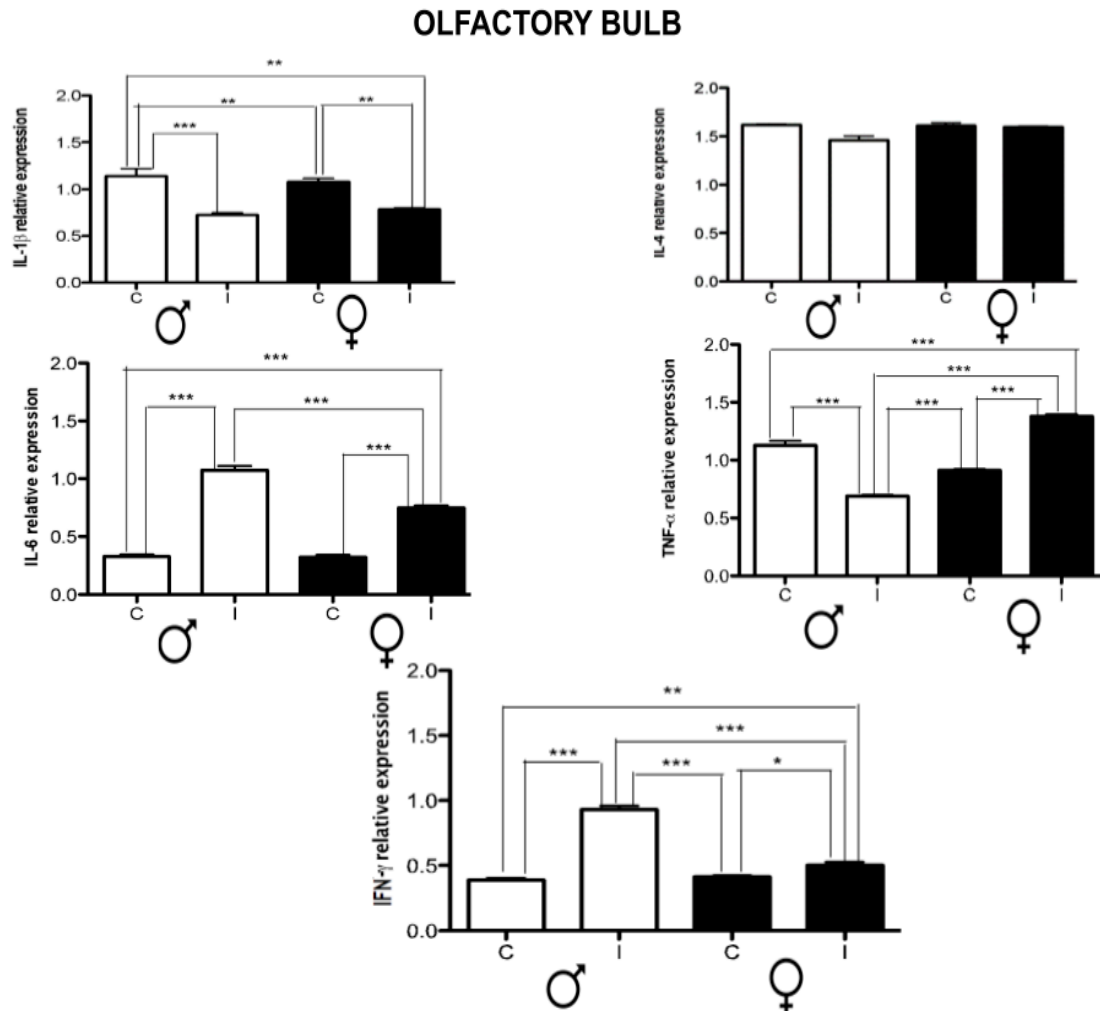 OLFACTORY BULB
IL-1β relative expression
2.0
1.5
1.0
0.5
0.0
**
**
**
***
C
I
C
I
IL-4 relative expression
2.0
1.5
1.0
0.5
0.0
C
I
C
I
IL-6 relative expression
2.0
1.5
1.0
0.5
0.0
***
***
***
***
C
I
C
I
TNF-α relative expression
2.0
1.5
1.0
0.5
0.0
***
***
***
***
***
C
I
C
I
IFN-γ relative expression
2.0
1.5
1.0
0.5
0.0
**
***
***
***
*
C
I
C
I